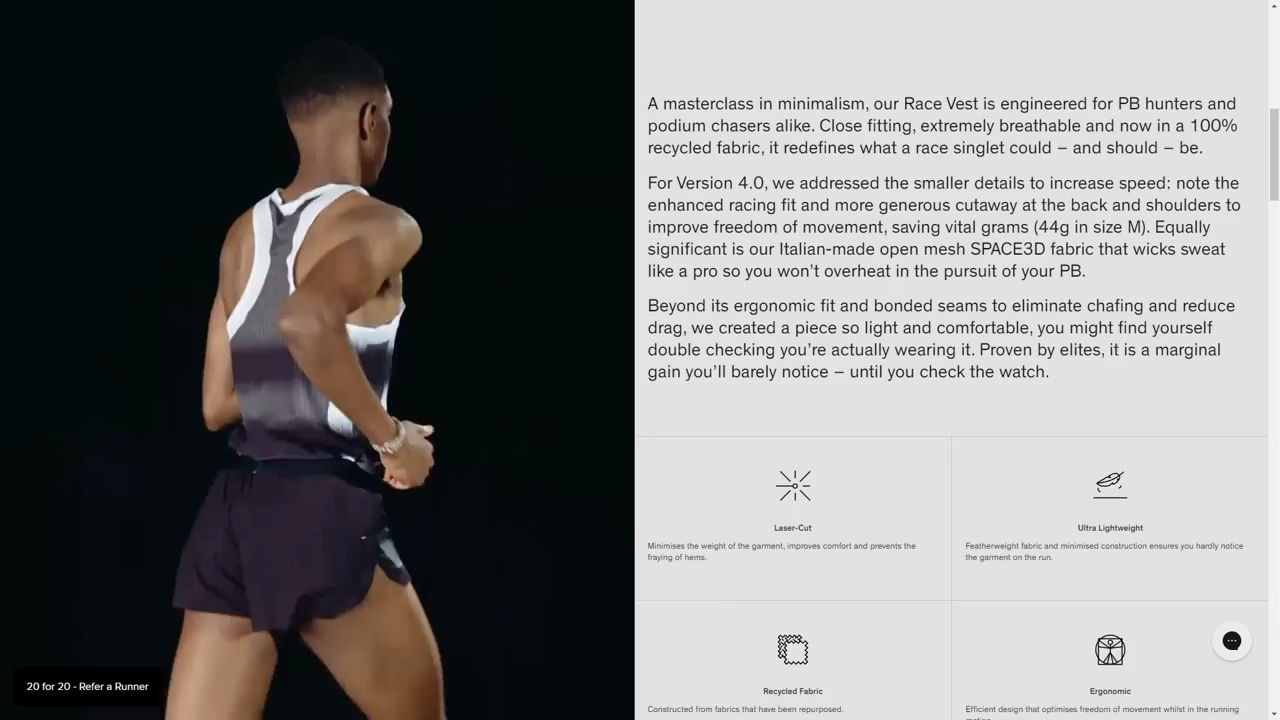 A masterclass in minimalism, our Race Vest is engineered for PB hunters and
podium chasers alike. Close fitting, extremely breathable and now in a 100%
recycled fabric, it redefines what a race singlet could – and should – be.
For Version 4.0, we addressed the smaller details to increase speed: note the
enhanced racing fit and more generous cutaway at the back and shoulders to
improve freedom of movement, saving vital grams (44g in size M). Equally
significant is our Italian-made open mesh SPACE3D fabric that wicks sweat
like a pro so you won’t overheat in the pursuit of your PB.
Beyond its ergonomic fit and bonded seams to eliminate chafing and reduce
drag, we created a piece so light and comfortable, you might find yourself
double checking you’re actually wearing it. Proven by elites, it is a marginal
gain you’ll barely notice – until you check the watch.
Laser-Cut
Minimises the weight of the garment, improves comfort and prevents the
fraying of hems.
Ultra Lightweight
Featherweight fabric and minimised construction ensures you hardly notice
the garment on the run.
Recycled Fabric
Constructed from fabrics that have been repurposed.
Ergonomic
Efficient design that optimises freedom of movement whilst in the running
20 for 20 - Refer a Runner